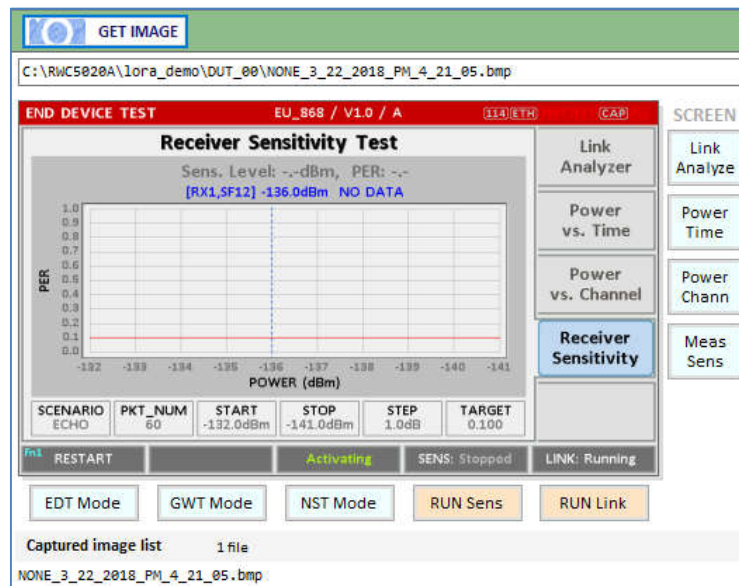 GET IMAGE
C:\RWC5020A\lora_demo\DUT_00\NONE_3_22_2018_PM_4_21_05.bmp
END DEVICE TEST EU_868 / V1.0 / A 114 ETH CAP
SCREEN
Receiver Sensitivity Test
Sens. Level: -.-dBm, PER: -.-
[RX1,SF12] -136.0dBm NO DATA
1.0
0.9
0.8
0.7
0.6
0.5
0.4
0.3
0.2
0.1
0.0
PER
-132 -133 -134 -135 -136 -137 -138 -139 -140 -141
POWER (dBm)
SCENARIO PKT_NUM START STOP STEP TARGET
ECHO 60 -132.0dBm -141.0dBm 1.0dB 0.100
Link
Analyzer
Power
vs. Time
Power
vs. Channel
Receiver
Sensitivity
Link
Analyze
Power
Time
Power
Chann
Meas
Sens
Fn1 RESTART Activating SENS: Stopped LINK: Running
EDT Mode GWT Mode NST Mode RUN Sens RUN Link
Captured image list 1 file
NONE_3_22_2018_PM_4_21_05.bmp